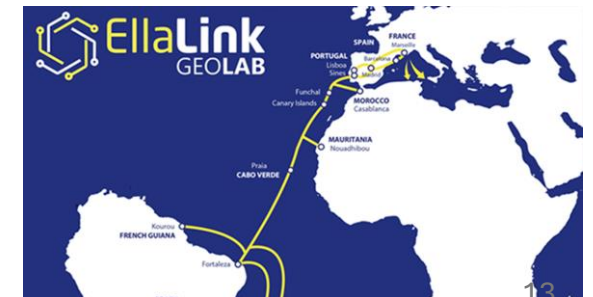 EllaLink
GEOLAB
FRANCE
Marseille
SPAIN
Barcelona
Madrid
PORTUGAL
Lisboa
Sines
Funchal
Canary Islands
MOROCCO
Casablanca
MAURITANIA
Nouadhibou
Praia
CABO VERDE
Kourou
FRENCH GUIANA
Fortaleza
13